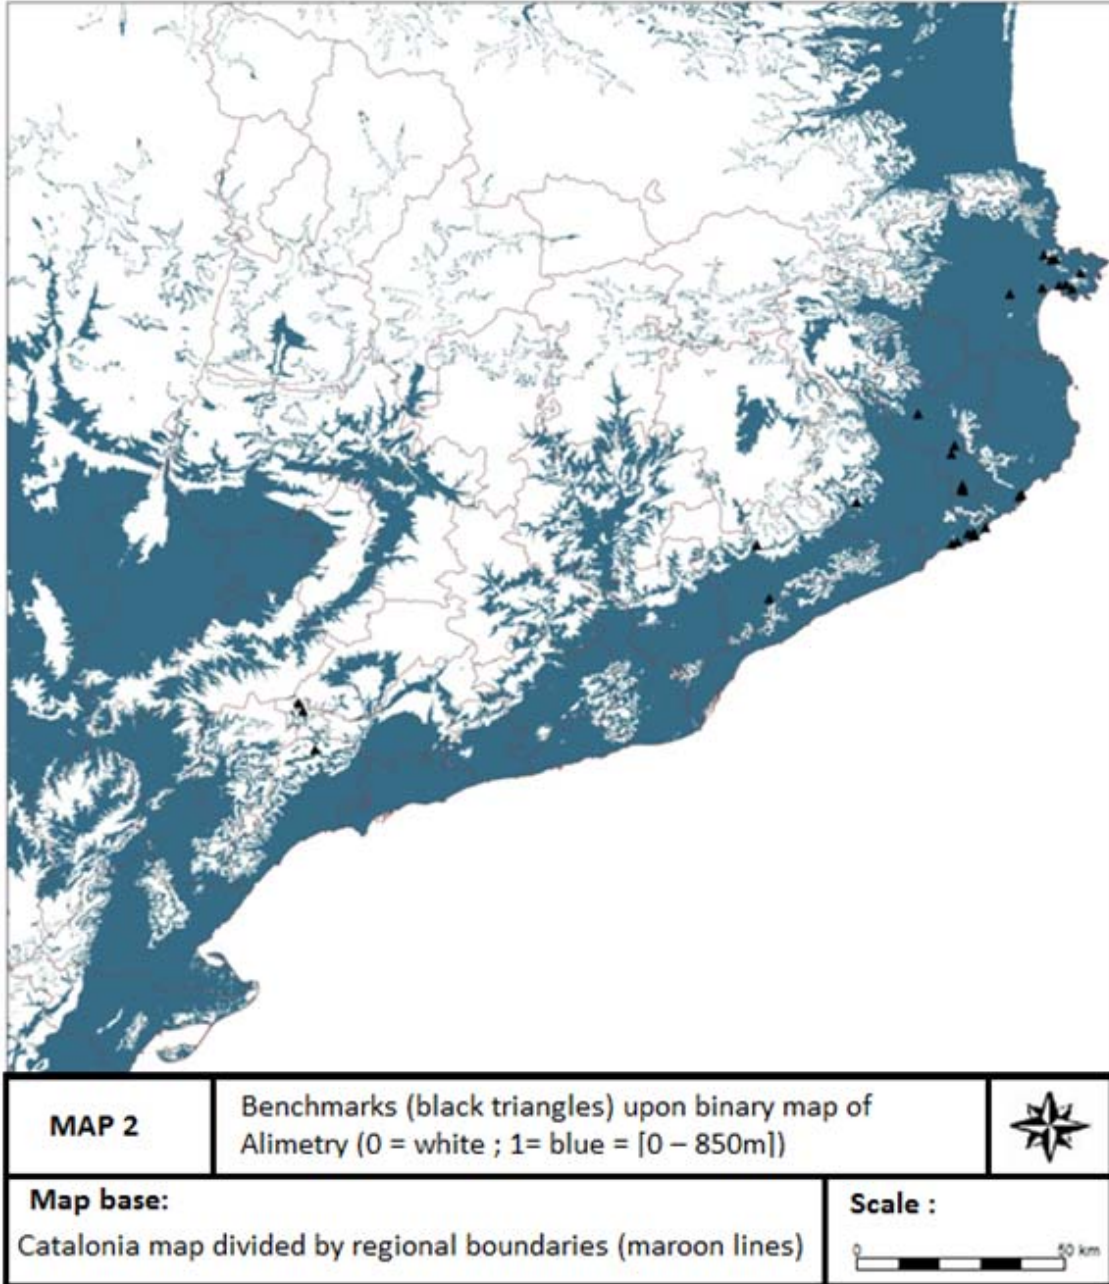 MAP 2
Benchmarks (black triangles) upon binary map of
Alimetry (0 = white ; 1= blue = [0 – 850m])
Map base:
Catalonia map divided by regional boundaries (maroon lines)
Scale :
0 50 km